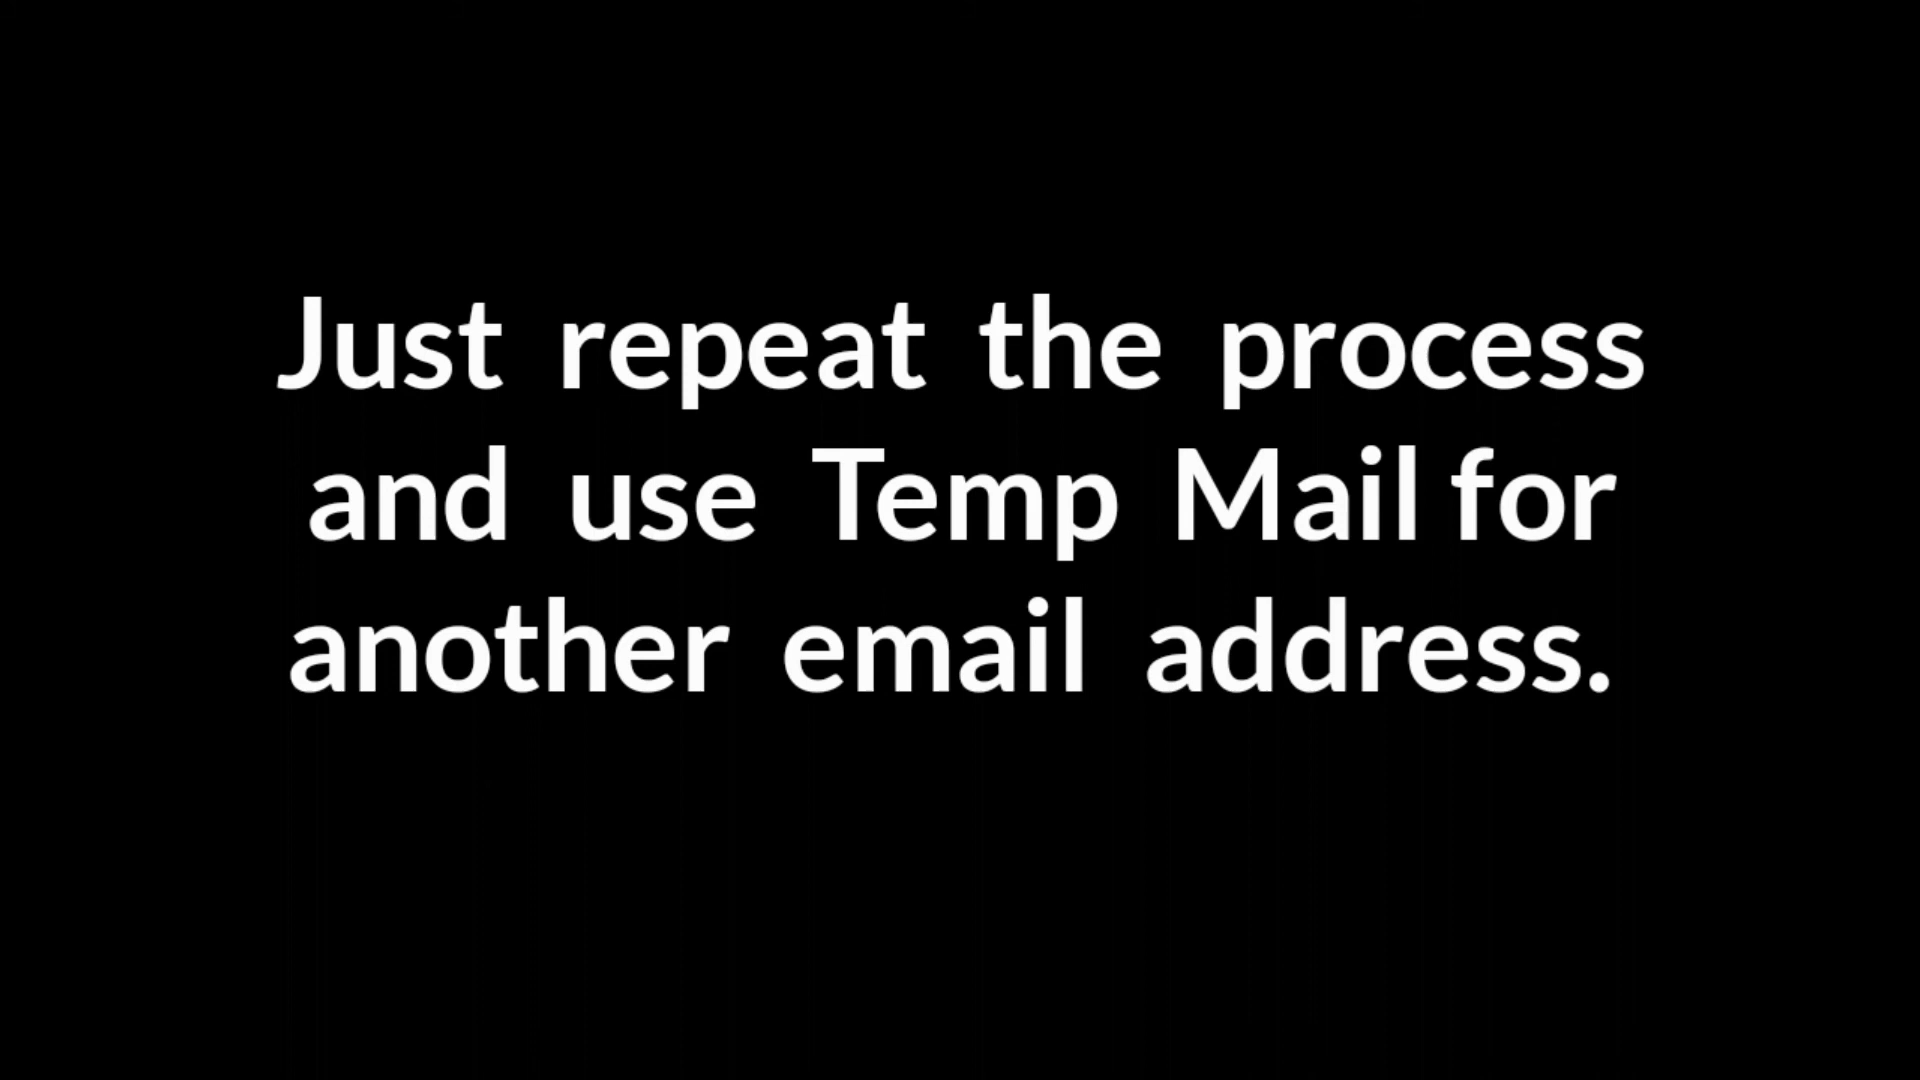 Just repeat the process
and use Temp Mail for
another email address.